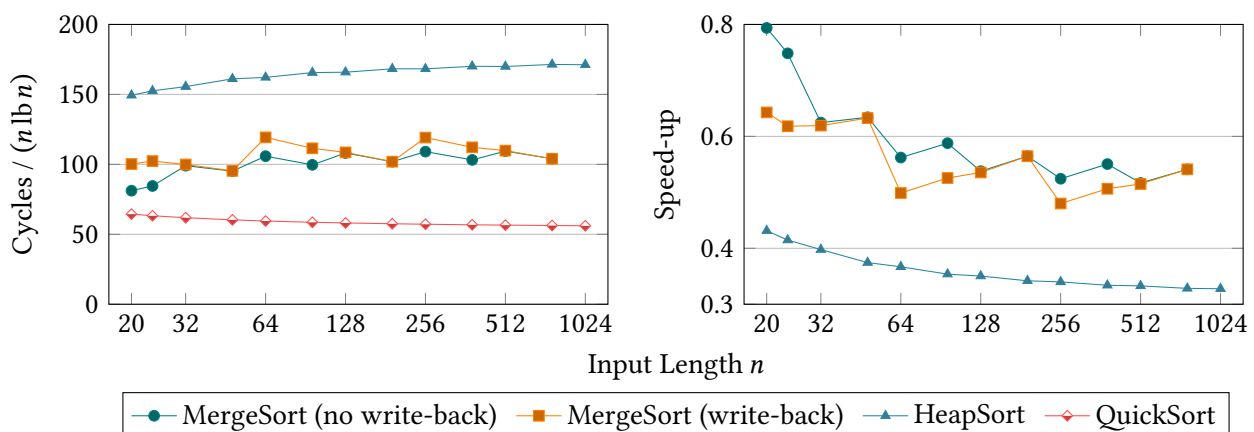 Cycles / (n lb n)
200
150
100
50
0
20 32 64 128 256 512 1024
Speed-up
0.8
0.6
0.4
0.3
20 32 64 128 256 512 1024
Input Length n
MergeSort (no write-back) MergeSort (write-back) HeapSort QuickSort